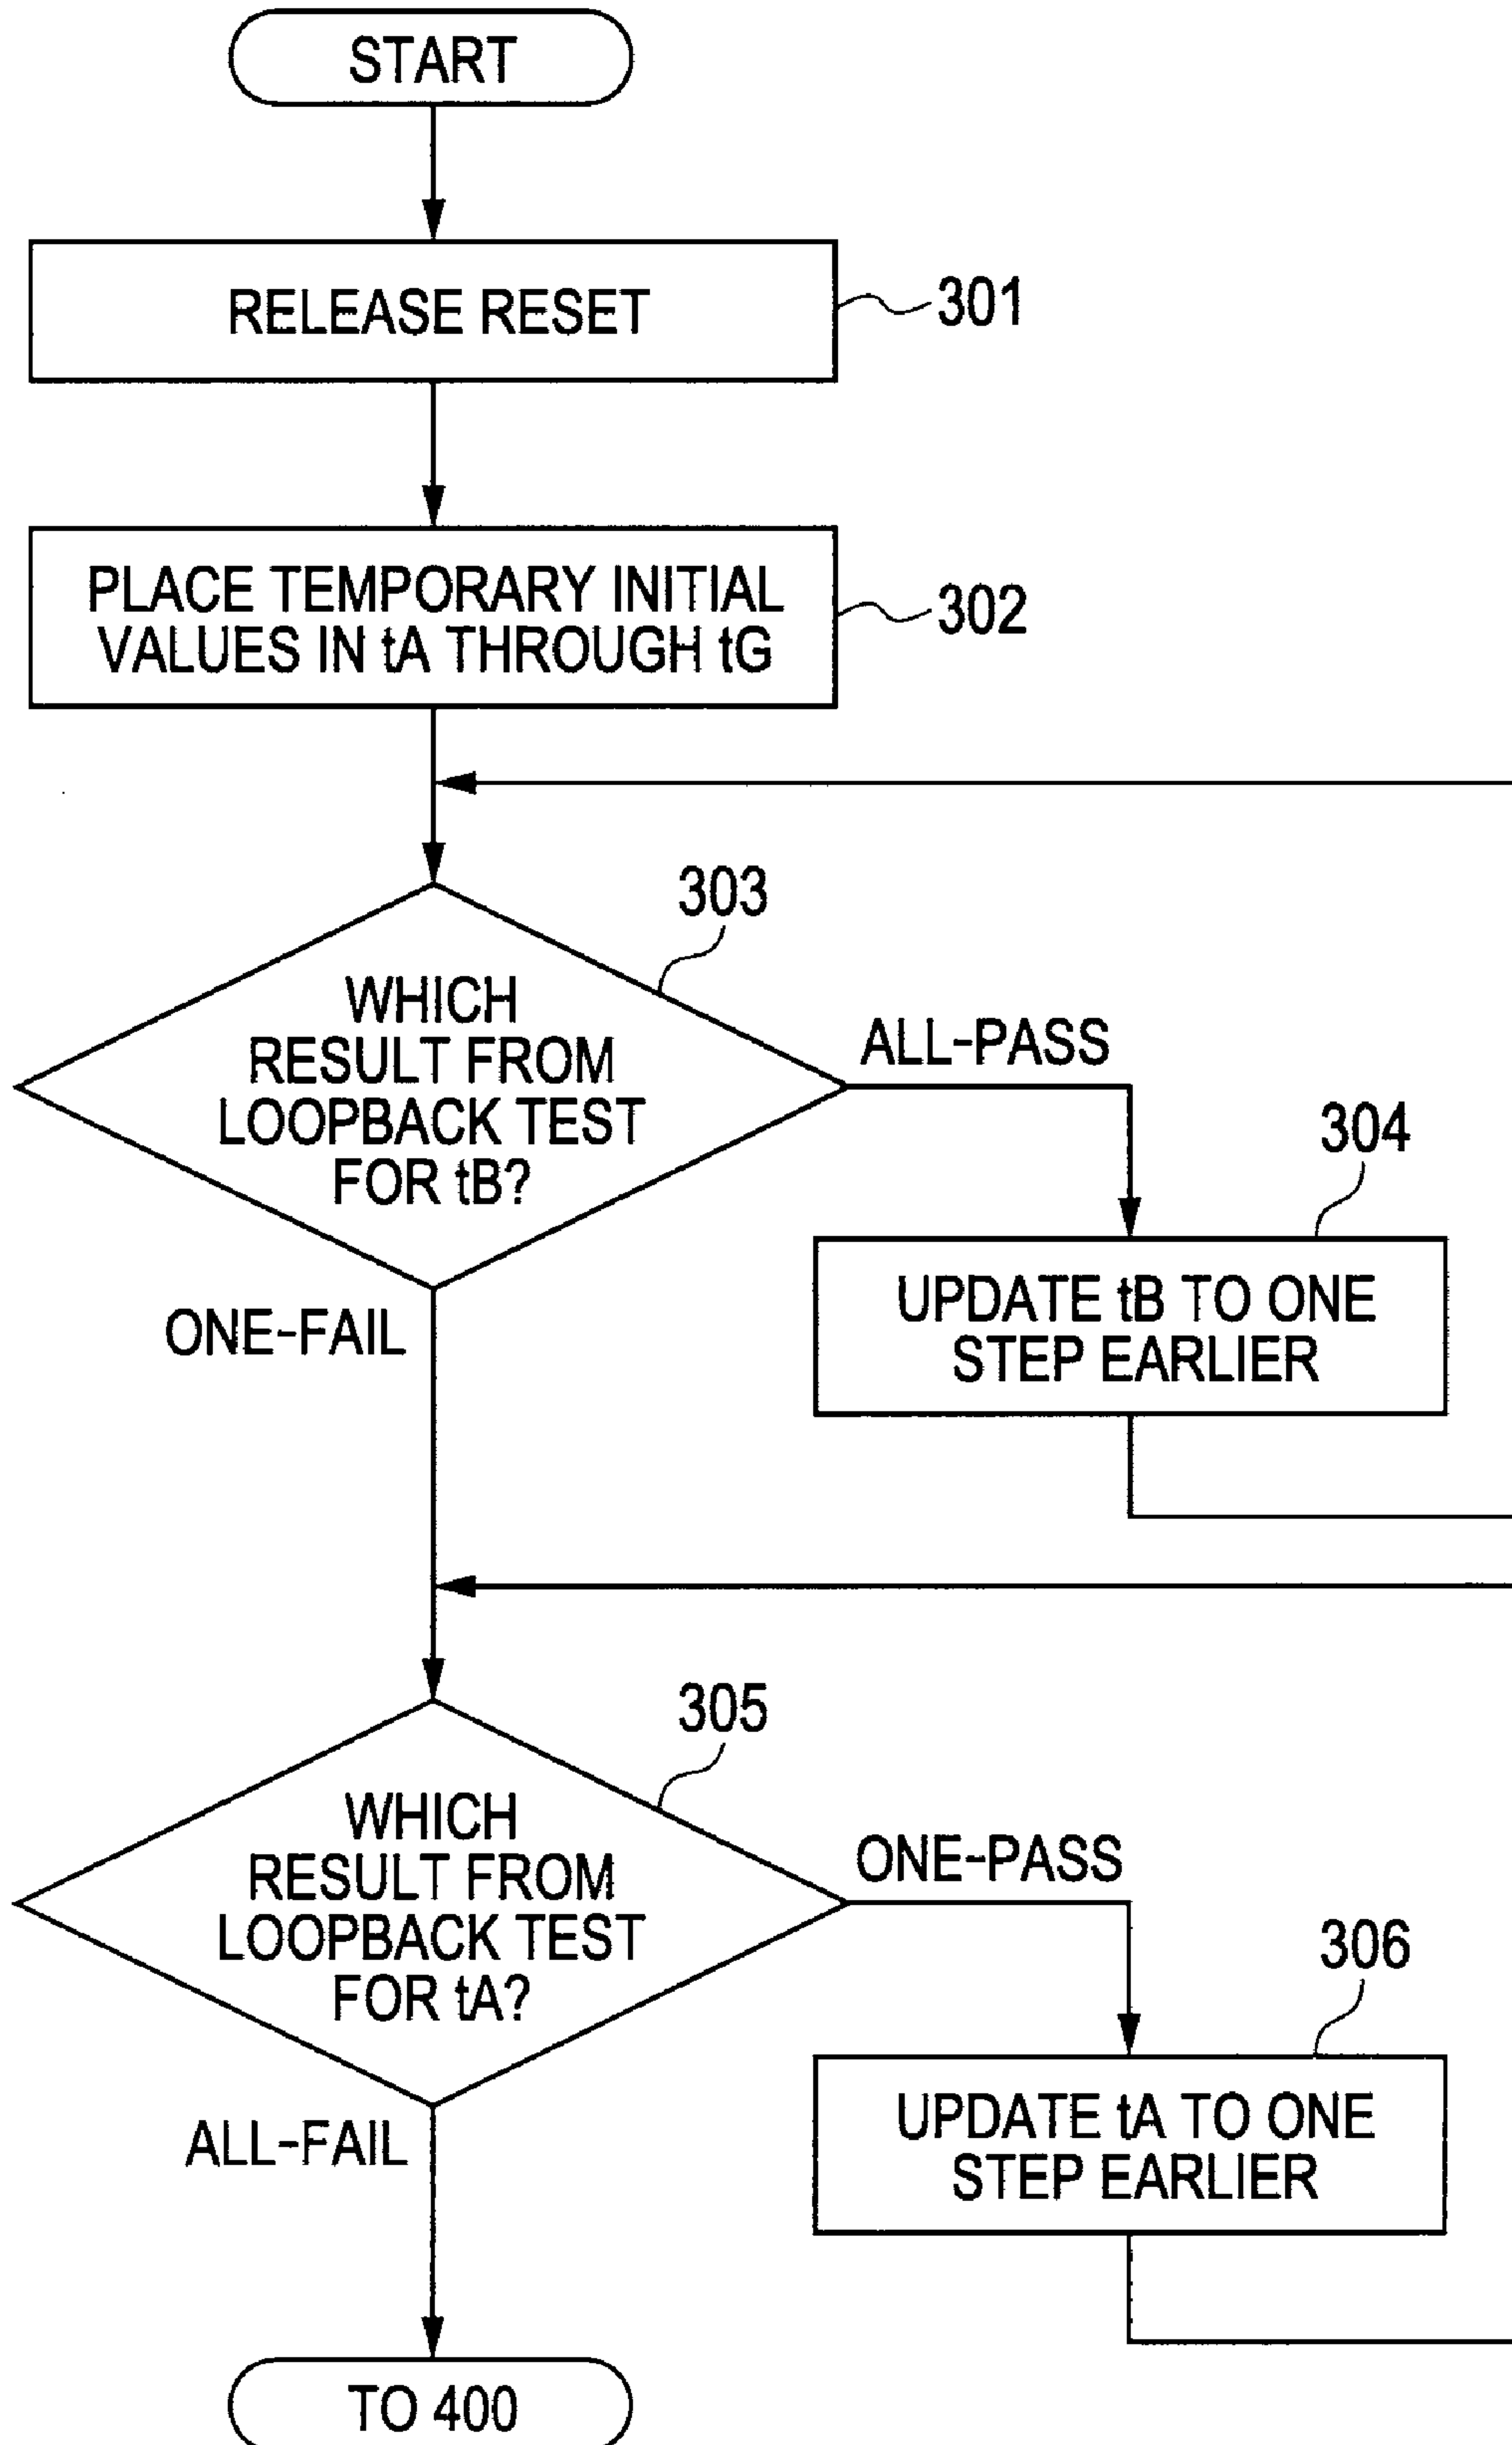 START
RELEASE RESET
301
PLACE TEMPORARY INITIAL
VALUES IN tA THROUGH tG
302
303
WHICH
RESULT FROM
LOOPBACK TEST
FOR tB?
ALL-PASS
304
UPDATE tB TO ONE
STEP EARLIER
ONE-FAIL
305
WHICH
RESULT FROM
LOOPBACK TEST
FOR tA?
ONE-PASS
306
UPDATE tA TO ONE
STEP EARLIER
ALL-FAIL
TO 400